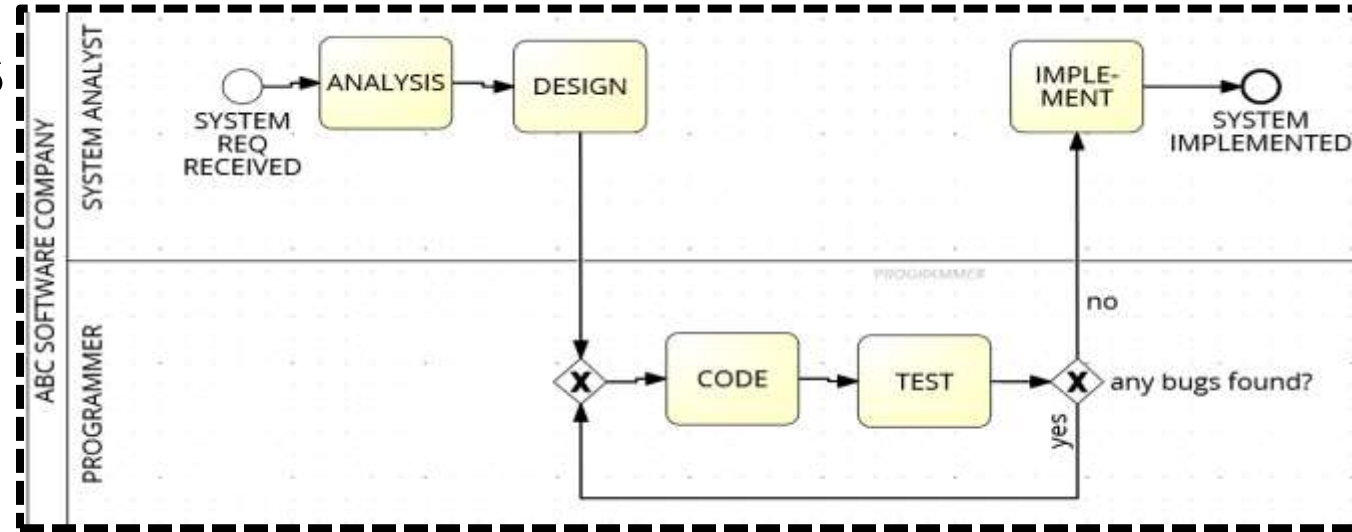 ABC SOFTWARE COMPANY
SYSTEM ANALYST
SYSTEM
REQ
RECEIVED
ANALYSIS
DESIGN
IMPLE-
MENT
SYSTEM
IMPLEMENTED
PROGRAMMER
PROGRAMMER
X
CODE
TEST
X
any bugs found?
no
yes